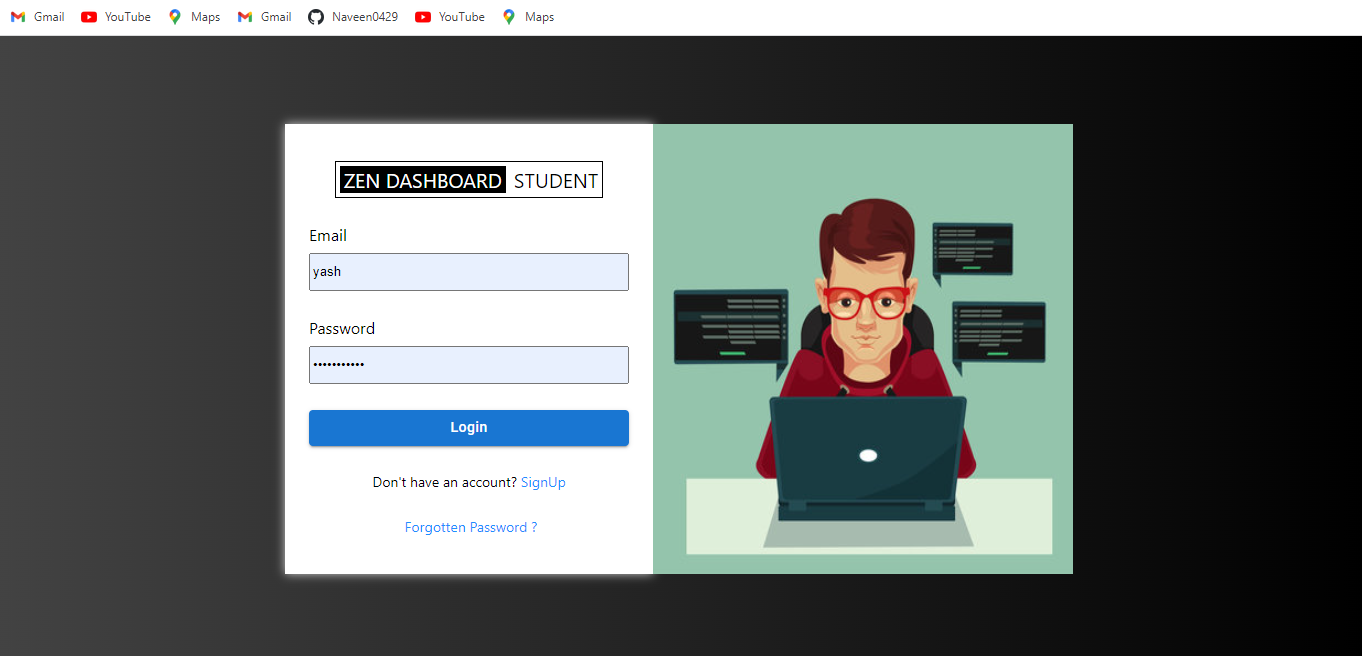 Gmail YouTube Maps Gmail Naveen0429 YouTube Maps
ZEN DASHBOARD STUDENT
Email
yash
Password
•••••••••••
Login
Don't have an account? SignUp
Forgotten Password ?